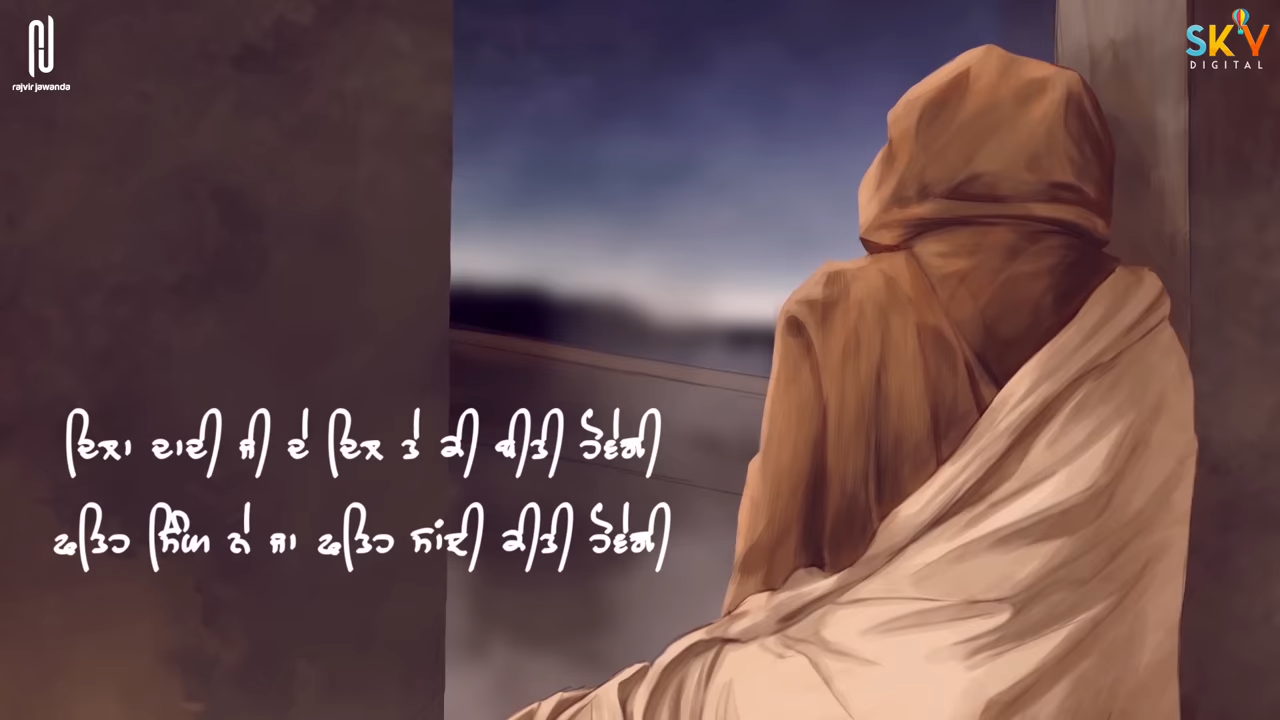 rajvir jawanda
SKY
DIGITAL
ਦਿਲਾ ਦਾਦੀ ਜੀ ਦੇ ਦਿਲ ਤੇ ਕੀ ਬੀਤੀ ਹੋਵੇਗੀ
ਫਤਿਹ ਸਿੰਘ ਨੇ ਜਾ ਫਤਿਹ ਸਾਂਝੀ ਕੀਤੀ ਹੋਵੇਗੀ